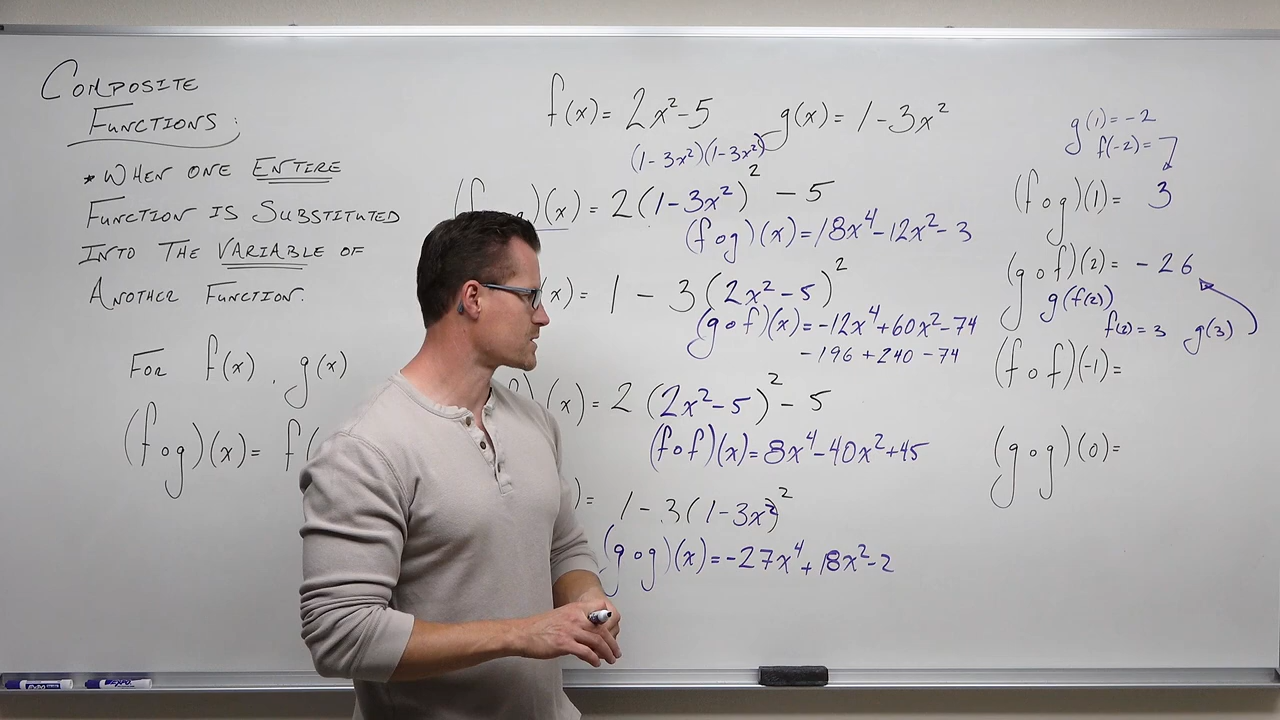 COMPOSITE
FUNCTIONS:
*WHEN ONE ENTIRE
FUNCTION IS SUBSTITUTED
INTO THE VARIABLE OF
ANOTHER FUNCTION.
FOR f(x), g(x)
(f∘g)(x) = f(
f(x) = 2x²-5 g(x) = 1-3x²
(1-3x²)(1-3x²)
g)(x) = 2(1-3x²)² - 5
(f∘g)(x) = 18x⁴-12x²-3
(x) = 1 - 3(2x²-5)²
(g∘f)(x) = -12x⁴+60x²-74
-196 + 240 - 74
)(x) = 2(2x²-5)² - 5
(f∘f)(x) = 8x⁴-40x²+45
) = 1-3(1-3x²)²
(g∘g)(x) = -27x⁴+18x²-2
g(1) = -2
f(-2) =
(f∘g)(1) = 3
(g∘f)(2) = -26
g(f(2))
f(2) = 3 g(3)
(f∘f)(-1) =
(g∘g)(0) =
EXPO